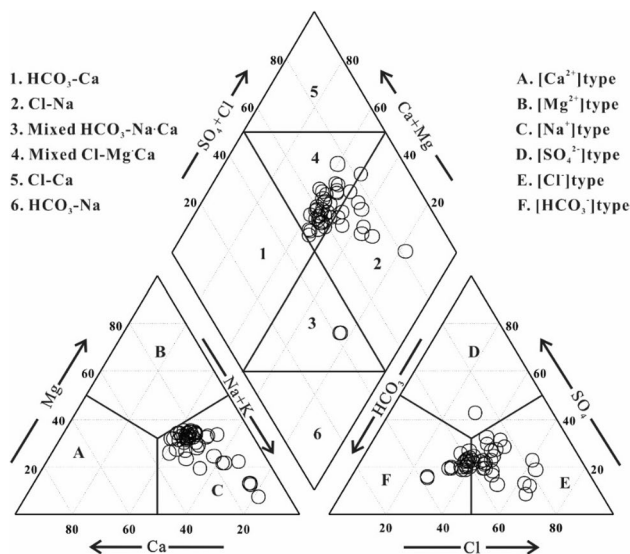 1. HCO₃-Ca
2. Cl-Na
3. Mixed HCO₃-Na·Ca
4. Mixed Cl-Mg·Ca
5. Cl-Ca
6. HCO₃-Na
A. [Ca²⁺]type
B. [Mg²⁺]type
C. [Na⁺]type
D. [SO₄²⁻]type
E. [Cl⁻]type
F. [HCO₃⁻]type
80 80
60 60
40 40
20 20
SO₄+Cl
Ca+Mg
5
4
1
2
3
6
Na+K
HCO₃
80
60
40
20
Mg
B
A
C
80 60 40 20
Ca
80
60
40
20
SO₄
D
F
E
20 40 60 80
Cl